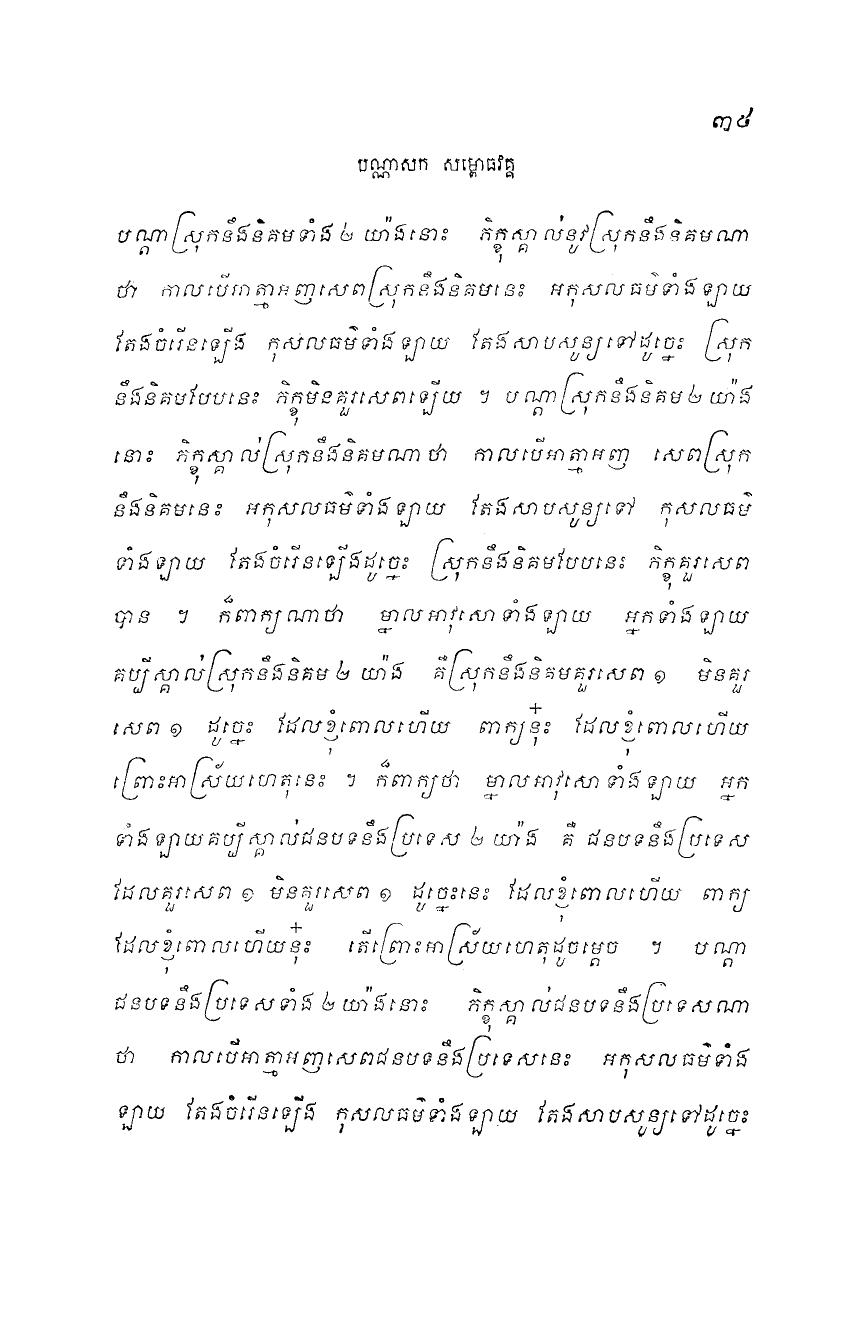 ៣៥
បណ្ណាសក សម្ពោធវគ្គ
បណ្តាស្រុកនឹងនិគមទាំង ២ យ៉ាងនោះ ភិក្ខុស្គាល់នូវស្រុកនឹងនិគមណា
ថា កាលបើអាត្មាអញសេពស្រុកនឹងនិគមនេះ អកុសលធម៌ទាំងឡាយ
តែងចំរើនឡើង កុសលធម៌ទាំងឡាយ តែងសាបសូន្យទៅដូច្នេះ ស្រុក
នឹងនិគមបែបនេះ ភិក្ខុមិនគួរសេពឡើយ ។ បណ្តាស្រុកនឹងនិគម ២ យ៉ាង
នោះ ភិក្ខុស្គាល់ស្រុកនឹងនិគមណាថា កាលបើអាត្មាអញ សេពស្រុក
នឹងនិគមនេះ អកុសលធម៌ទាំងឡាយ តែងសាបសូន្យទៅ កុសលធម៌
ទាំងឡាយ តែងចំរើនឡើងដូច្នេះ ស្រុកនឹងនិគមបែបនេះ ភិក្ខុគួរសេព
បាន ។ ក៏ពាក្យណាថា ម្នាលអាវុសោទាំងឡាយ អ្នកទាំងឡាយ
គប្បីស្គាល់ស្រុកនឹងនិគម ២ យ៉ាង គឺស្រុកនឹងនិគមគួរសេព ១ មិនគួរ
សេព ១ ដូច្នេះ ដែលខ្ញុំពោលហើយ ពាក្យនុ៎ះ ដែលខ្ញុំពោលហើយ
ព្រោះអាស្រ័យហេតុនេះ ។ ក៏ពាក្យថា ម្នាលអាវុសោទាំងឡាយ អ្នក
ទាំងឡាយគប្បីស្គាល់ជនបទនឹងប្រទេស ២ យ៉ាង គឺ ជនបទនឹងប្រទេស
ដែលគួរសេព ១ មិនគួរសេព ១ ដូច្នេះនេះ ដែលខ្ញុំពោលហើយ ពាក្យ
ដែលខ្ញុំពោលហើយនុ៎ះ តើព្រោះអាស្រ័យហេតុដូចម្តេច ។ បណ្តា
ជនបទនឹងប្រទេសទាំង ២ យ៉ាងនោះ ភិក្ខុស្គាល់ជនបទនឹងប្រទេសណា
ថា កាលបើអាត្មាអញសេពជនបទនឹងប្រទេសនេះ អកុសលធម៌ទាំង
ឡាយ តែងចំរើនឡើង កុសលធម៌ទាំងឡាយ តែងសាបសូន្យទៅដូច្នេះ